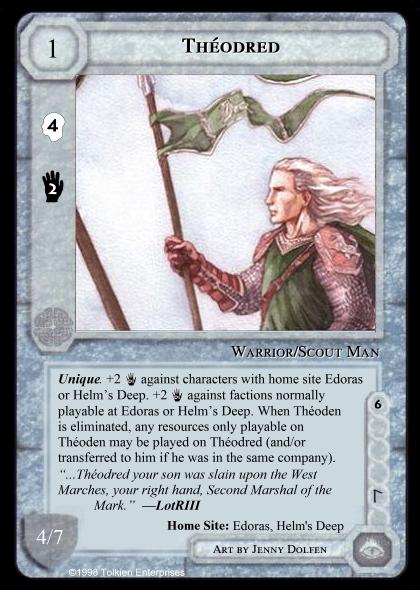 1
THÉODRED
4
2
WARRIOR/SCOUT MAN
Unique. +2 against characters with home site Edoras
or Helm's Deep. +2 against factions normally
playable at Edoras or Helm's Deep. When Théoden
is eliminated, any resources only playable on
Théoden may be played on Théodred (and/or
transferred to him if he was in the same company).
"...Théodred your son was slain upon the West
Marches, your right hand, Second Marshal of the
Mark." —LotRIII
6
7
Home Site: Edoras, Helm's Deep
4/7
ART BY JENNY DOLFEN
©1998 Tolkien Enterprises